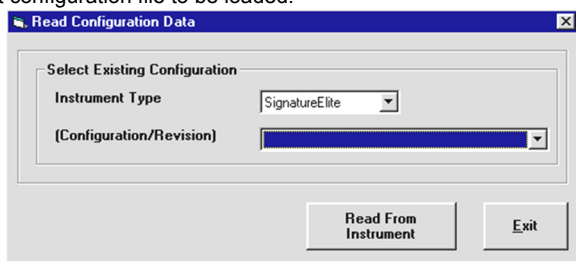 configuration file to be loaded.
Read Configuration Data
Select Existing Configuration
Instrument Type
SignatureElite
(Configuration/Revision)
Read From
Instrument
Exit